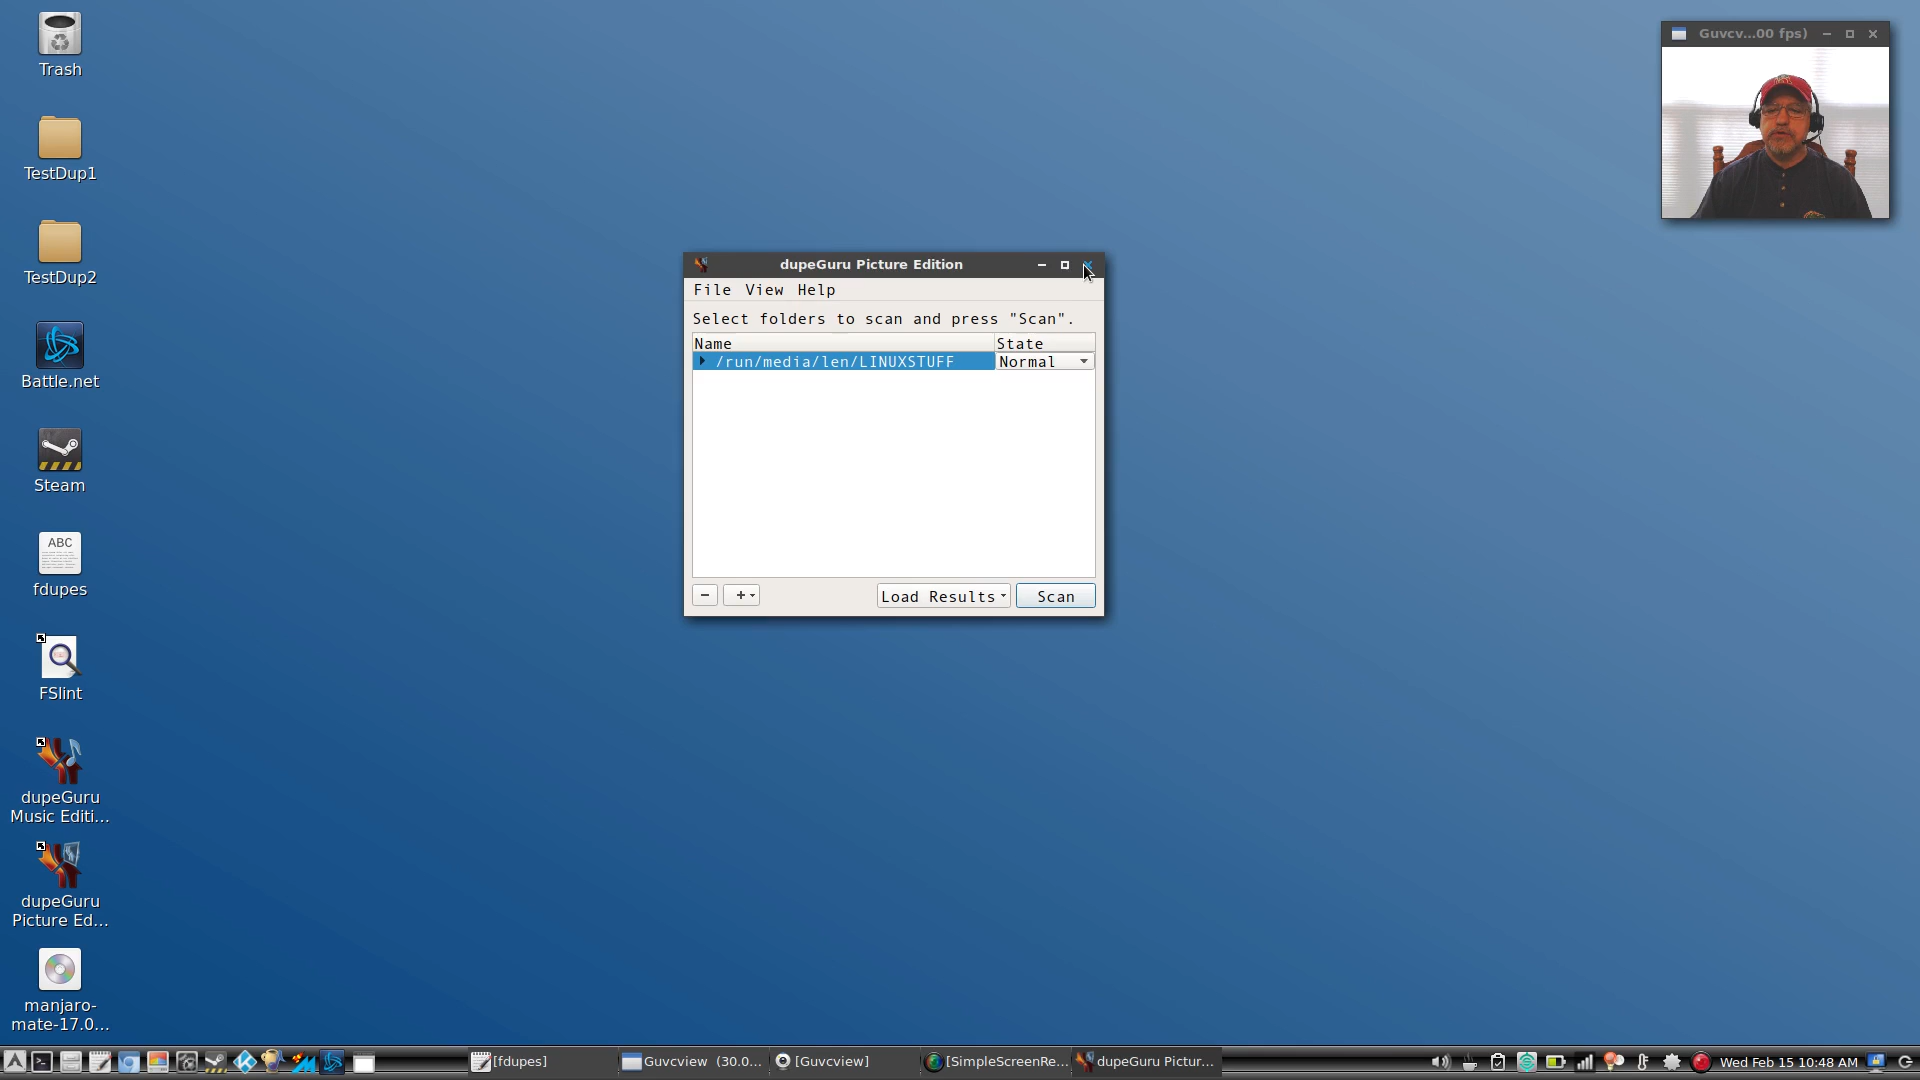 Trash
TestDup1
TestDup2
Battle.net
Steam
ABC
fdupes
FSlint
dupeGuru
Music Editi...
dupeGuru
Picture Ed...
manjaro-
mate-17.0...
Guvcv...00 fps)
dupeGuru Picture Edition
File View Help
Select folders to scan and press "Scan".
Name State
/run/media/len/LINUXSTUFF Normal
Load Results Scan
[fdupes] Guvcview (30.0... [Guvcview] [SimpleScreenRe... dupeGuru Pictur... Wed Feb 15 10:48 AM